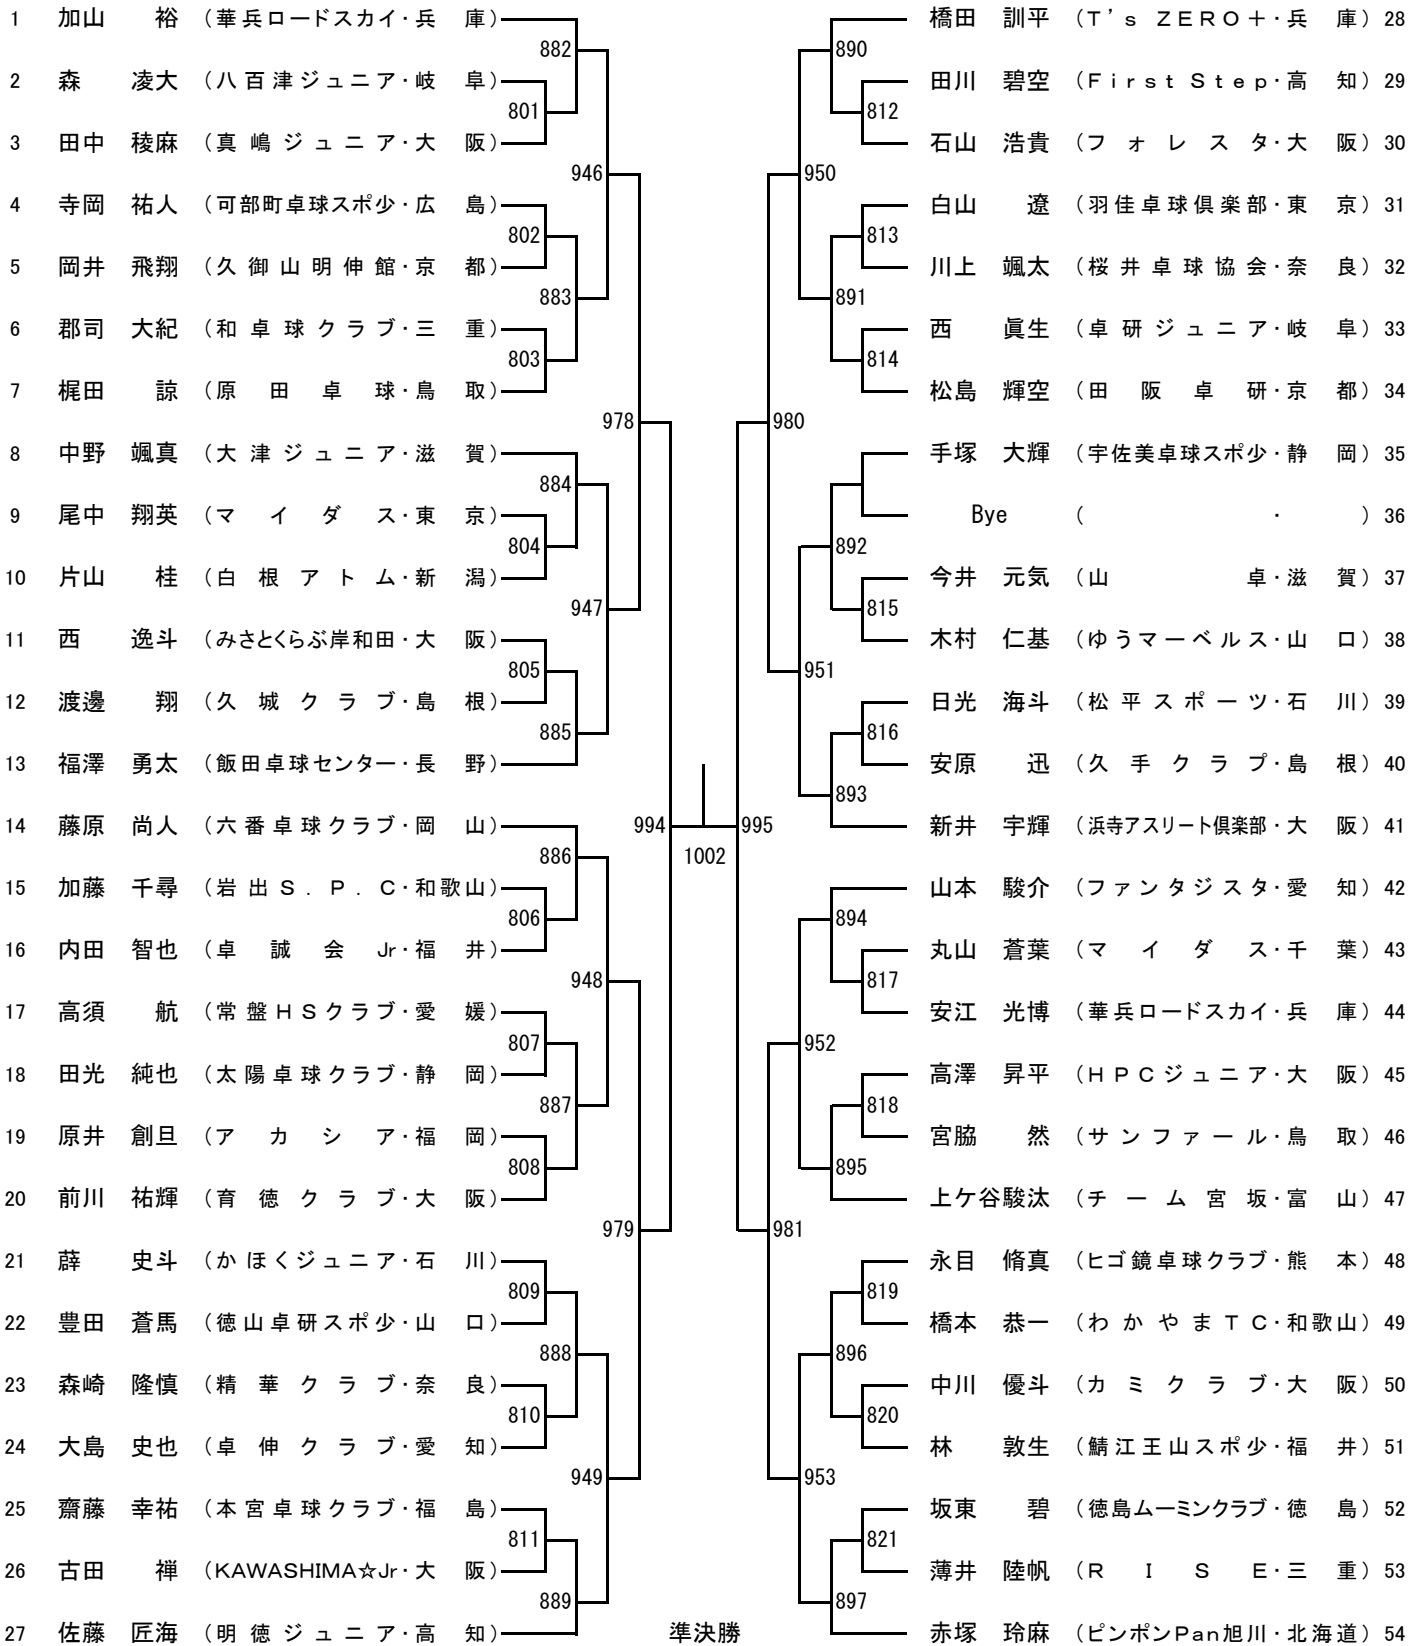 1 加山 裕 (華兵ロードスカイ・兵 庫)
882
2 森 凌大 (八百津ジュニア・岐 阜)
801
3 田中 稜麻 (真嶋ジュニア・大 阪)
946
4 寺岡 祐人 (可部町卓球スポ少・広 島)
802
5 岡井 飛翔 (久御山明伸館・京 都)
883
6 郡司 大紀 (和卓球クラブ・三 重)
803
7 梶田 諒 (原田卓球・鳥 取)
978
8 中野 颯真 (大津ジュニア・滋 賀)
884
9 尾中 翔英 (マイダス・東 京)
804
10 片山 桂 (白根アトム・新 潟)
947
11 西 逸斗 (みさとくらぶ岸和田・大 阪)
805
12 渡邊 翔 (久城クラブ・島 根)
885
13 福澤 勇太 (飯田卓球センター・長 野)
14 藤原 尚人 (六番卓球クラブ・岡 山)
994
886
15 加藤 千尋 (岩出S.P.C・和歌山)
806
16 内田 智也 (卓誠会Jr・福 井)
948
17 高須 航 (常盤HSクラブ・愛 媛)
807
18 田光 純也 (太陽卓球クラブ・静 岡)
887
19 原井 創旦 (アカシア・福 岡)
808
20 前川 祐輝 (育徳クラブ・大 阪)
979
21 薜 史斗 (かほくジュニア・石 川)
809
22 豊田 蒼馬 (徳山卓研スポ少・山 口)
888
23 森崎 隆慎 (精華クラブ・奈 良)
810
24 大島 史也 (卓伸クラブ・愛 知)
949
25 齋藤 幸祐 (本宮卓球クラブ・福 島)
811
26 古田 禅 (KAWASHIMA☆Jr・大 阪)
889
27 佐藤 匠海 (明徳ジュニア・高 知)
1002
準決勝
橋田 訓平 (T's ZERO+・兵 庫) 28
890
田川 碧空 (First Step・高 知) 29
812
石山 浩貴 (フォレスタ・大 阪) 30
950
白山 遼 (羽佳卓球倶楽部・東 京) 31
813
川上 颯太 (桜井卓球協会・奈 良) 32
891
西 眞生 (卓研ジュニア・岐 阜) 33
814
松島 輝空 (田阪卓研・京 都) 34
980
手塚 大輝 (宇佐美卓球スポ少・静 岡) 35
Bye ( ・ ) 36
892
今井 元気 (山卓・滋 賀) 37
815
木村 仁基 (ゆうマーベルス・山 口) 38
951
日光 海斗 (松平スポーツ・石 川) 39
816
安原 迅 (久手クラブ・島 根) 40
893
新井 宇輝 (浜寺アスリート倶楽部・大 阪) 41
995
山本 駿介 (ファンタジスタ・愛 知) 42
894
丸山 蒼葉 (マイダス・千 葉) 43
817
安江 光博 (華兵ロードスカイ・兵 庫) 44
952
高澤 昇平 (HPCジュニア・大 阪) 45
818
宮脇 然 (サンファール・鳥 取) 46
895
上ケ谷駿汰 (チーム宮坂・富 山) 47
981
永目 脩真 (ヒゴ鏡卓球クラブ・熊 本) 48
819
橋本 恭一 (わかやまTC・和歌山) 49
896
中川 優斗 (カミクラブ・大 阪) 50
820
林 敦生 (鯖江王山スポ少・福 井) 51
953
坂東 碧 (徳島ムーミンクラブ・徳 島) 52
821
薄井 陸帆 (RISE・三 重) 53
897
赤塚 玲麻 (ピンポンPan旭川・北海道) 54